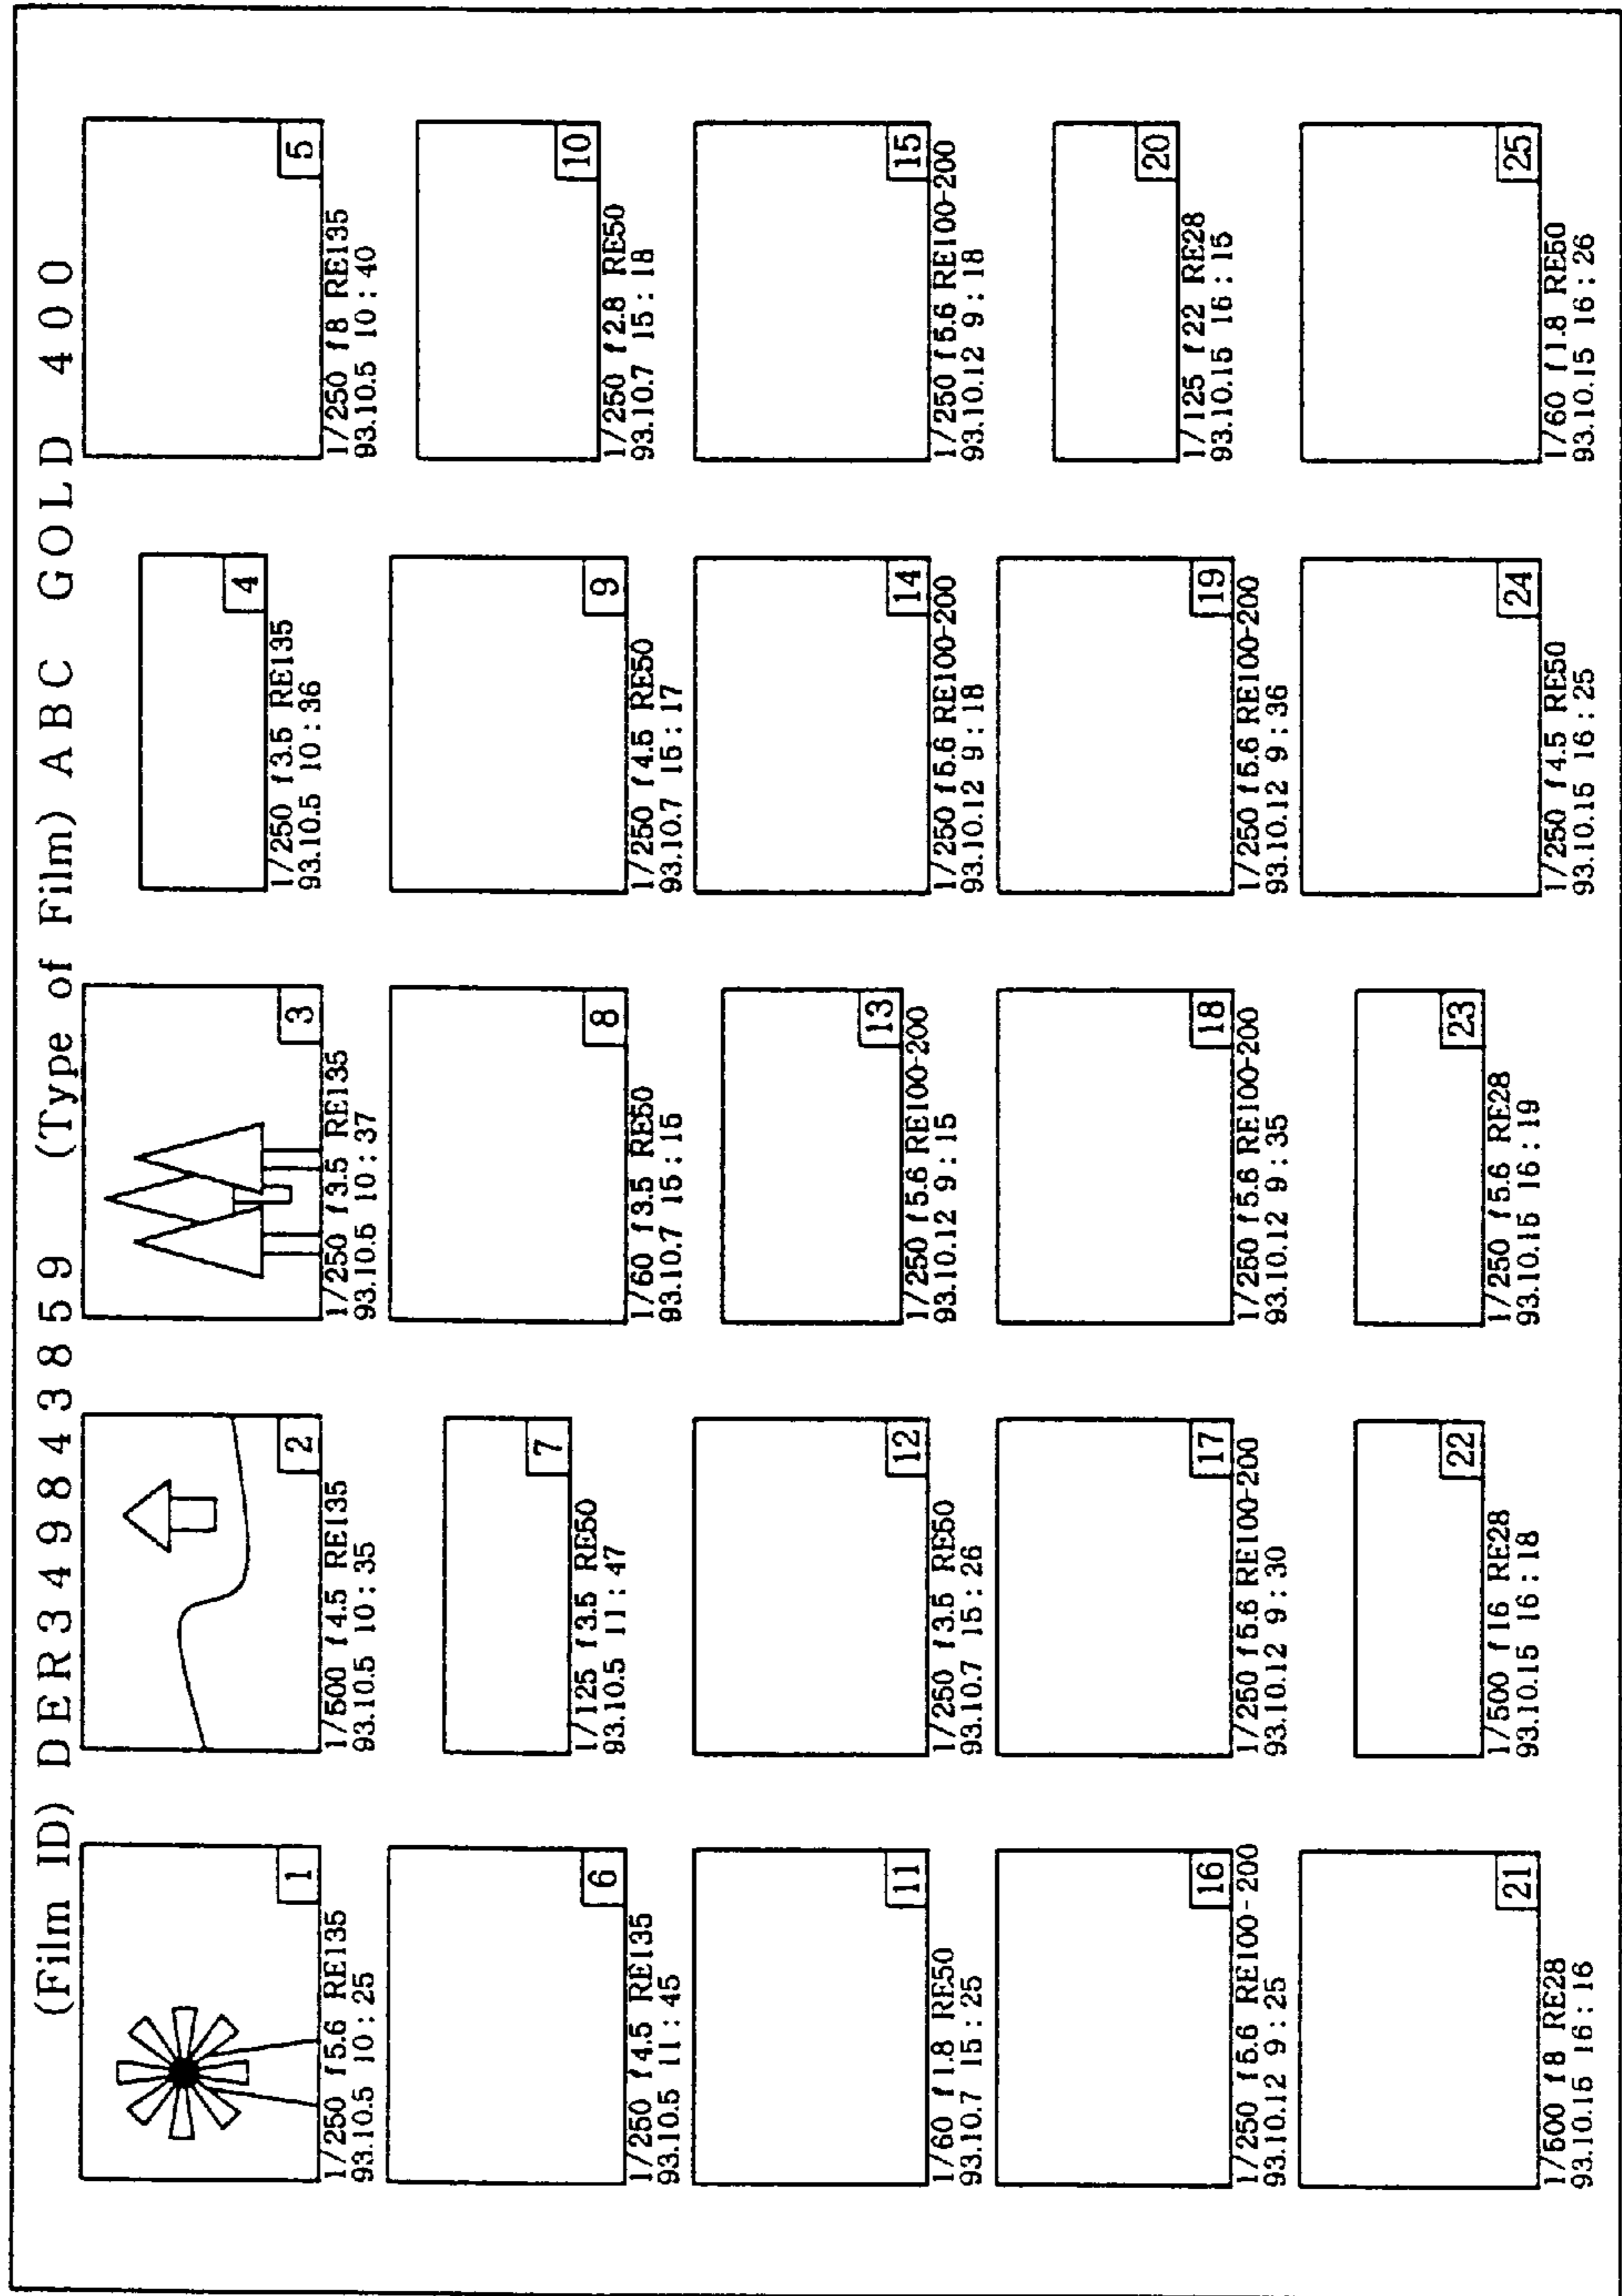 (Film ID) DER34984​3859 (Type of Film) ABC GOLD 400
1
1/250 f5.6 RE135
93.10.5 10:25
2
1/500 f4.5 RE135
93.10.5 10:35
3
1/250 f3.5 RE135
93.10.5 10:37
4
1/250 f3.5 RE135
93.10.5 10:36
5
1/250 f8 RE135
93.10.5 10:40
6
1/250 f4.5 RE135
93.10.5 11:45
7
1/125 f3.5 RE50
93.10.5 11:47
8
1/60 f3.5 RE50
93.10.7 15:15
9
1/250 f4.5 RE50
93.10.7 15:17
10
1/250 f2.8 RE50
93.10.7 15:18
11
1/60 f1.8 RE50
93.10.7 15:25
12
1/250 f3.5 RE50
93.10.7 15:26
13
1/250 f5.6 RE100-200
93.10.12 9:15
14
1/250 f5.6 RE100-200
93.10.12 9:18
15
1/250 f5.6 RE100-200
93.10.12 9:18
16
1/250 f5.6 RE100-200
93.10.12 9:25
17
1/250 f5.6 RE100-200
93.10.12 9:30
18
1/250 f5.6 RE100-200
93.10.12 9:35
19
1/250 f5.6 RE100-200
93.10.12 9:36
20
1/125 f22 RE28
93.10.15 16:15
21
1/500 f8 RE28
93.10.15 16:16
22
1/500 f16 RE28
93.10.15 16:18
23
1/250 f5.6 RE28
93.10.15 16:19
24
1/250 f4.5 RE50
93.10.15 16:25
25
1/60 f1.8 RE50
93.10.15 16:26